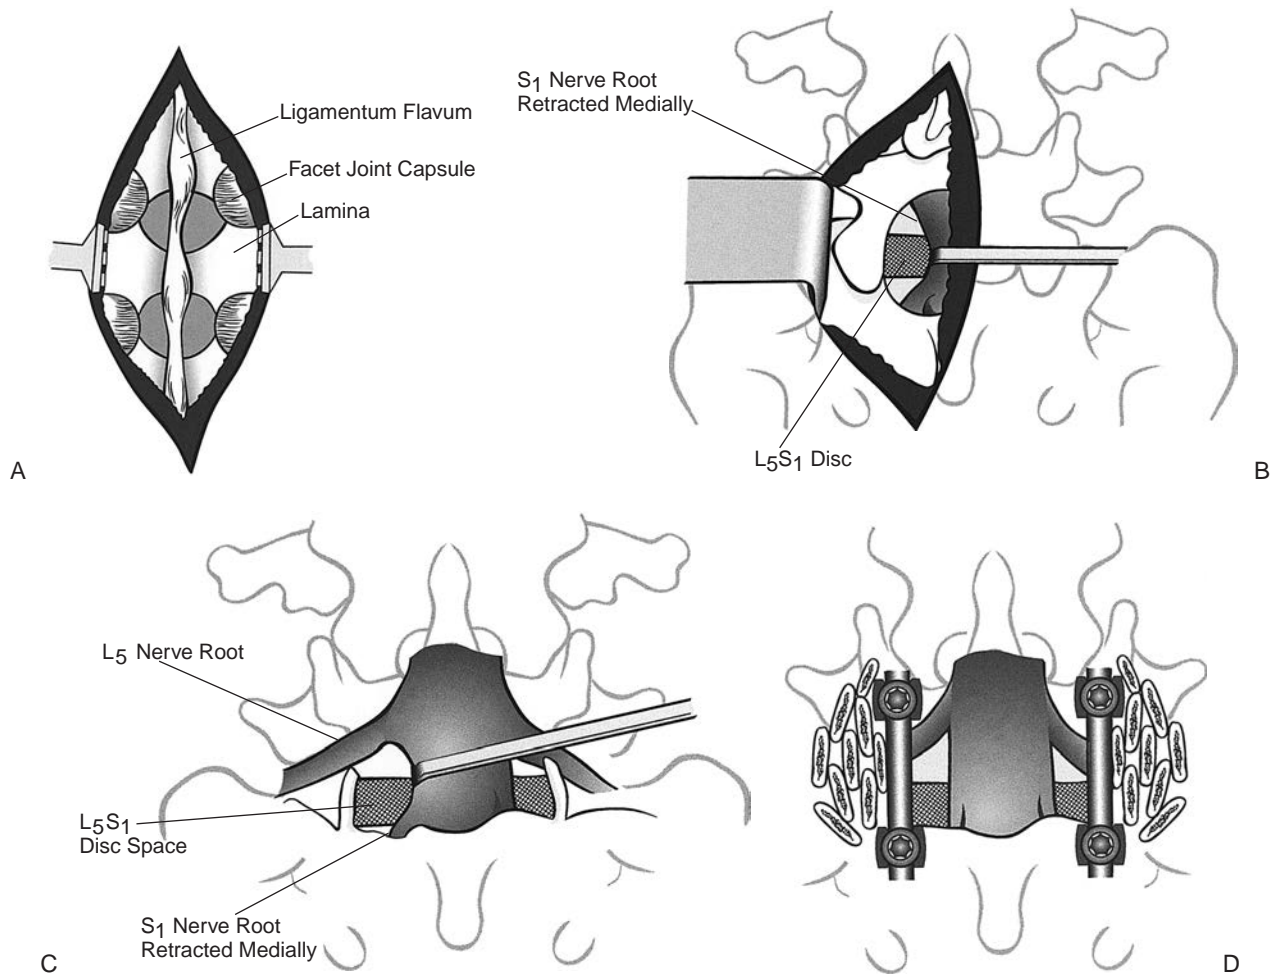 Ligamentum Flavum
Facet Joint Capsule
Lamina
A
S1 Nerve Root
Retracted Medially
L5S1 Disc
B
L5 Nerve Root
L5S1
Disc Space
S1 Nerve Root
Retracted Medially
C
D